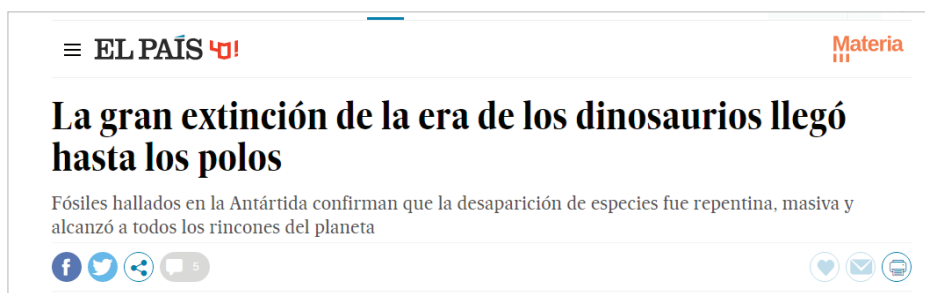 EL PAÍS 40!
Materia
La gran extinción de la era de los dinosaurios llegó
hasta los polos
Fósiles hallados en la Antártida confirman que la desaparición de especies fue repentina, masiva y
alcanzó a todos los rincones del planeta
f
5